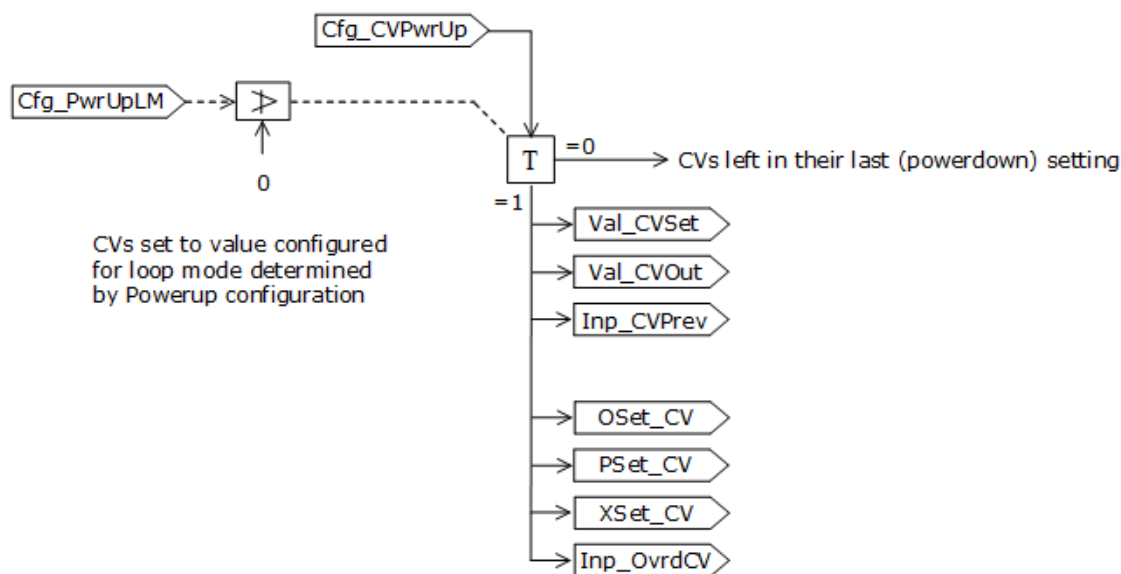 Cfg_CVPwrUp
Cfg_PwrUpLM
0
T
=0
CVs left in their last (powerdown) setting
=1
CVs set to value configured
for loop mode determined
by Powerup configuration
Val_CVSet
Val_CVOut
Inp_CVPrev
OSet_CV
PSet_CV
XSet_CV
Inp_OvrdCV